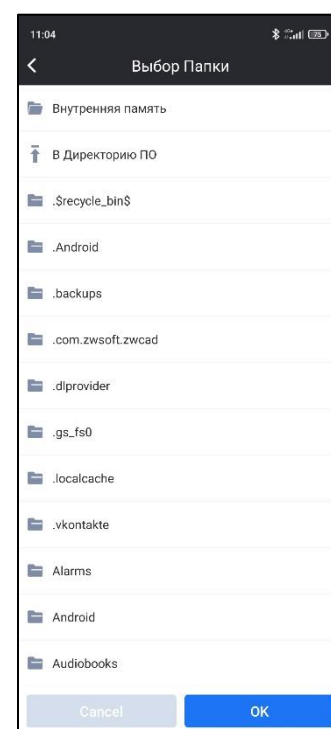 11:04
75
Выбор Папки
Внутренняя память
В Директорию ПО
.$recycle_bin$
.Android
.backups
.com.zwsoft.zwcad
.dlprovider
.gs_fs0
.localcache
.vkontakte
Alarms
Android
Audiobooks
Cancel
OK